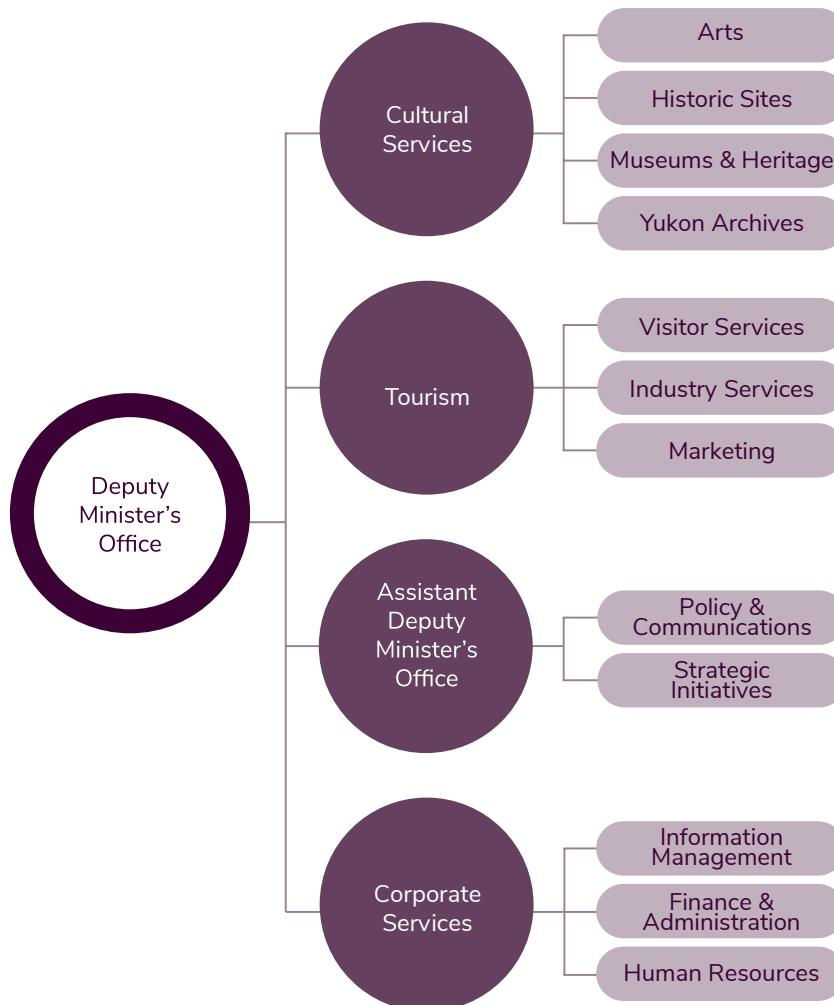 Deputy
Minister’s
Office
Cultural
Services
Arts
Historic Sites
Museums & Heritage
Yukon Archives
Tourism
Visitor Services
Industry Services
Marketing
Assistant
Deputy
Minister’s
Office
Policy &
Communications
Strategic
Initiatives
Corporate
Services
Information
Management
Finance &
Administration
Human Resources